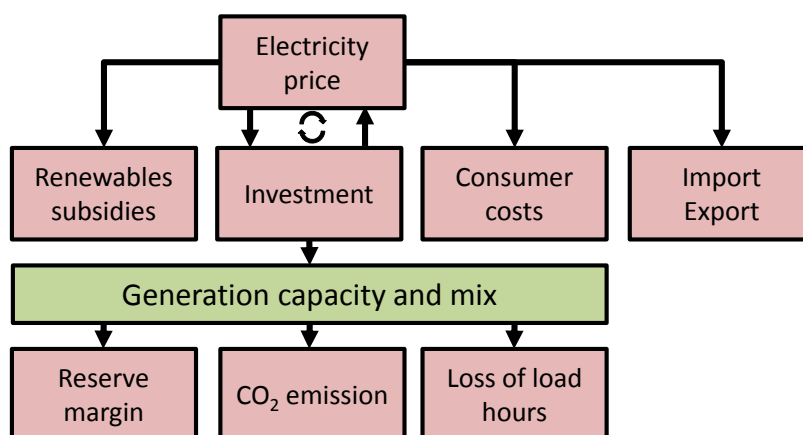 Electricity
price
Renewables
subsidies
Investment
Consumer
costs
Import
Export
Generation capacity and mix
Reserve
margin
CO₂ emission
Loss of load
hours